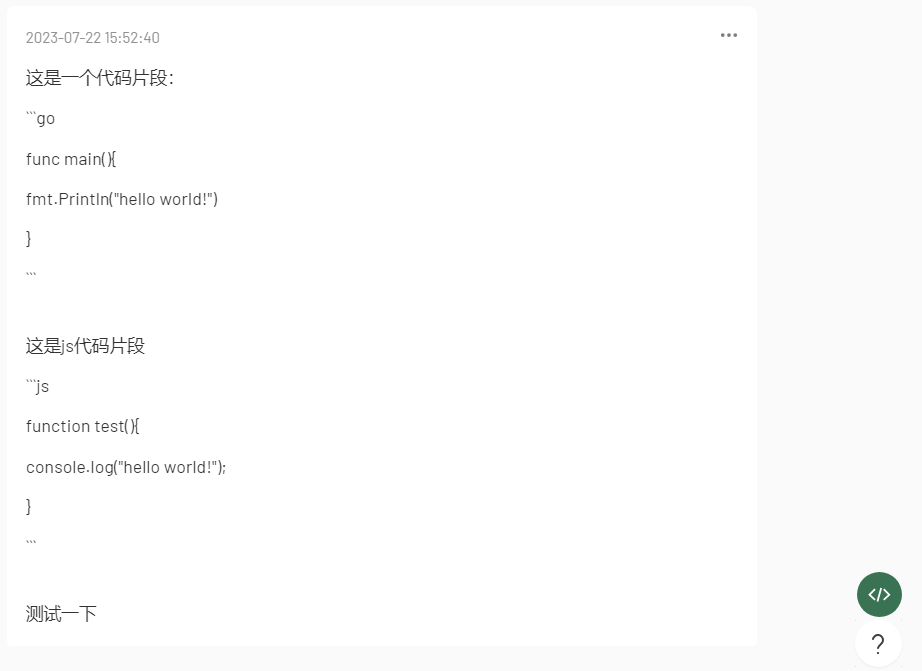 2023-07-22 15:52:40
这是一个代码片段：
```go
func main(){
fmt.Println("hello world!")
}
```
这是js代码片段
```js
function test(){
console.log("hello world!");
}
```
测试一下
</>
?